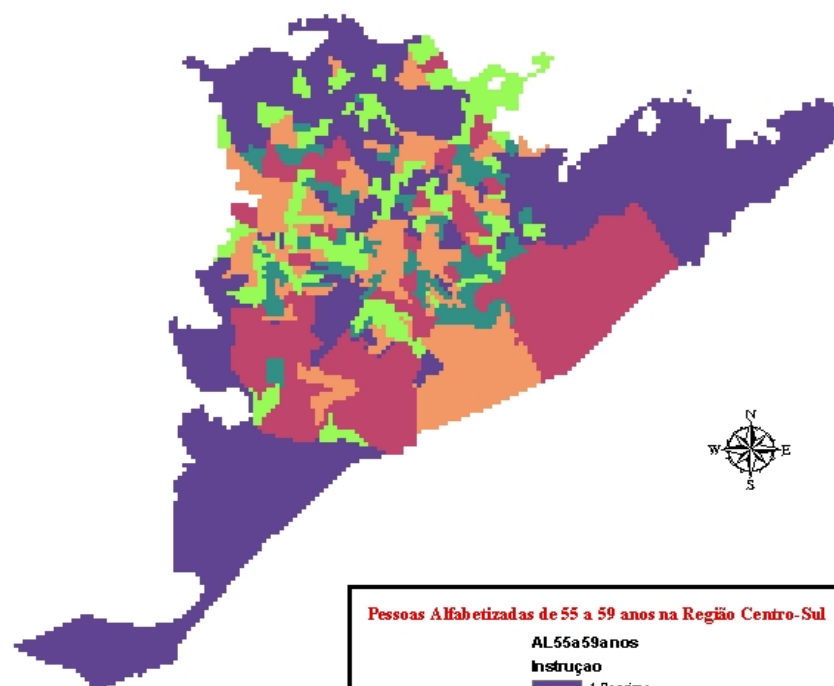 N
W E
S
Pessoas Alfabetizadas de 55 a 59 anos na Região Centro-Sul
AL55a59anos
Instruçao